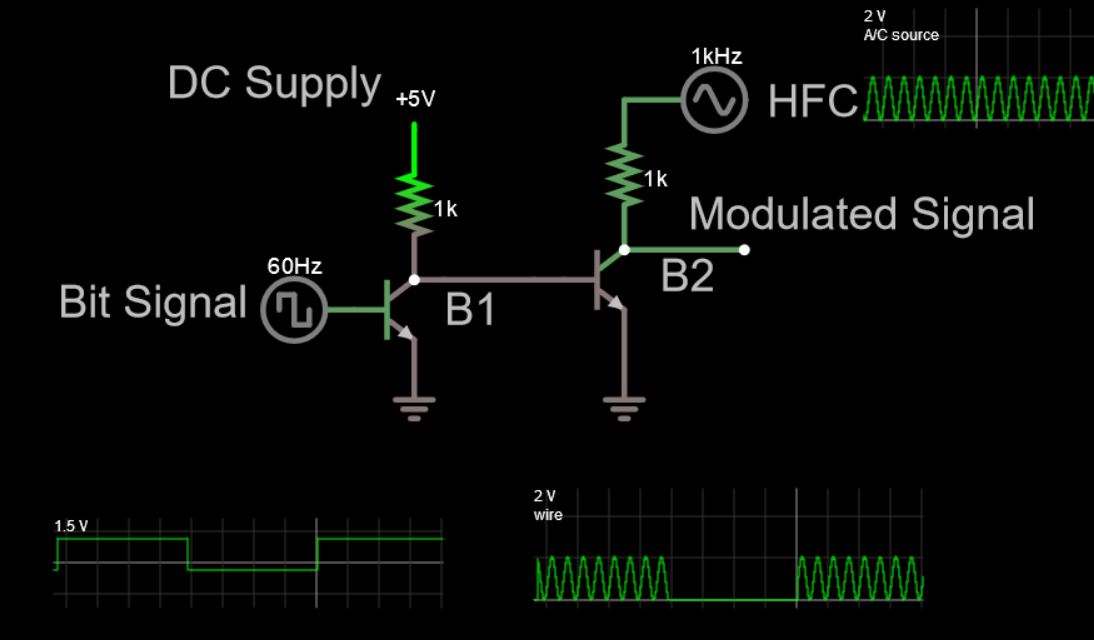 2 V
A/C source
1kHz
DC Supply
+5V
HFC
1k
1k
Modulated Signal
60Hz
Bit Signal
B1
B2
2 V
wire
1.5 V